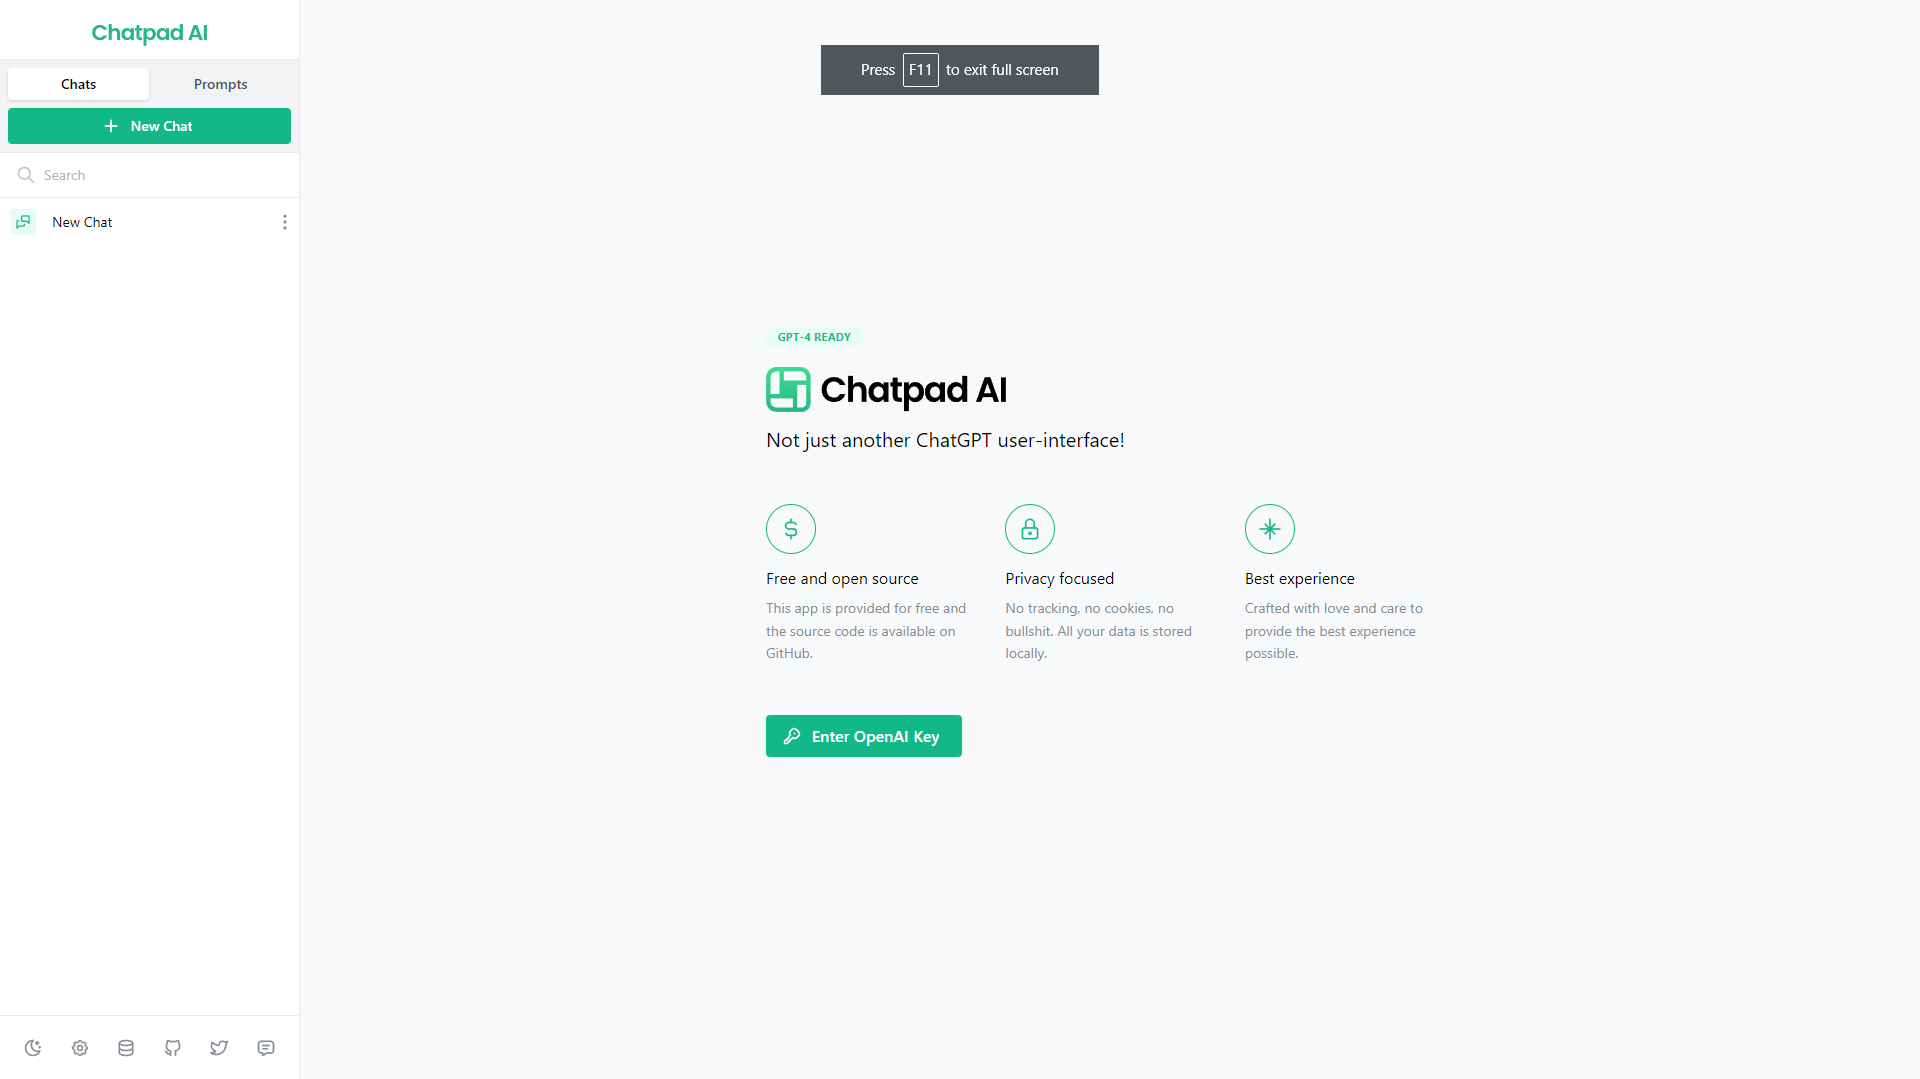 Chatpad AI
Chats
Prompts
New Chat
Search
New Chat
Press F11 to exit full screen
GPT-4 READY
Chatpad AI
Not just another ChatGPT user-interface!
Free and open source
This app is provided for free and
the source code is available on
GitHub.
Privacy focused
No tracking, no cookies, no
bullshit. All your data is stored
locally.
Best experience
Crafted with love and care to
provide the best experience
possible.
Enter OpenAI Key